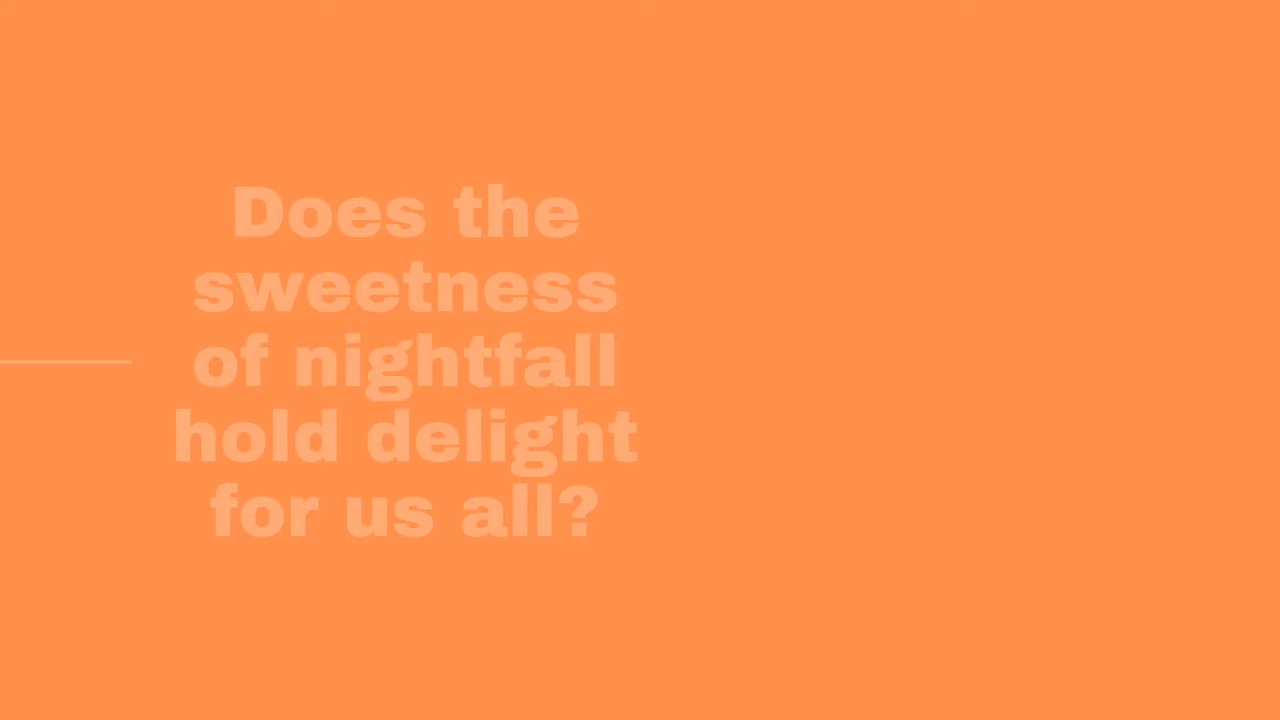 Does the
sweetness
of nightfall
hold delight
for us all?